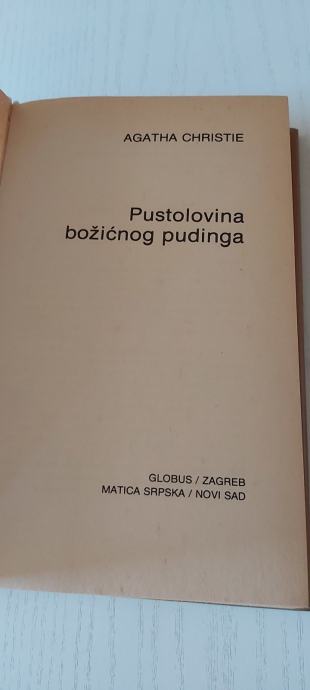 AGATHA CHRISTIE
Pustolovina
božićnog pudinga
GLOBUS / ZAGREB
MATICA SRPSKA / NOVI SAD